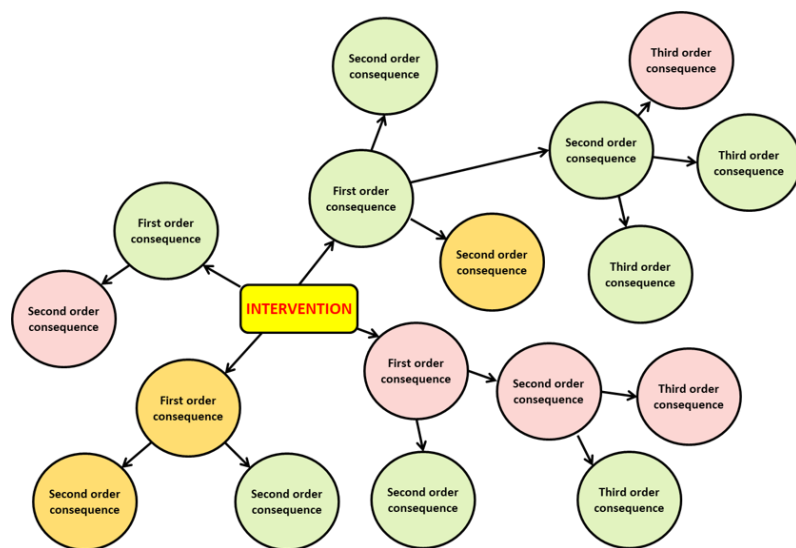 Second order
consequence
Third order
consequence
Second order
consequence
Third order
consequence
First order
consequence
First order
consequence
Second order
consequence
Third order
consequence
Second order
consequence
INTERVENTION
First order
consequence
Second order
consequence
Third order
consequence
First order
consequence
Second order
consequence
Second order
consequence
Second order
consequence
Third order
consequence